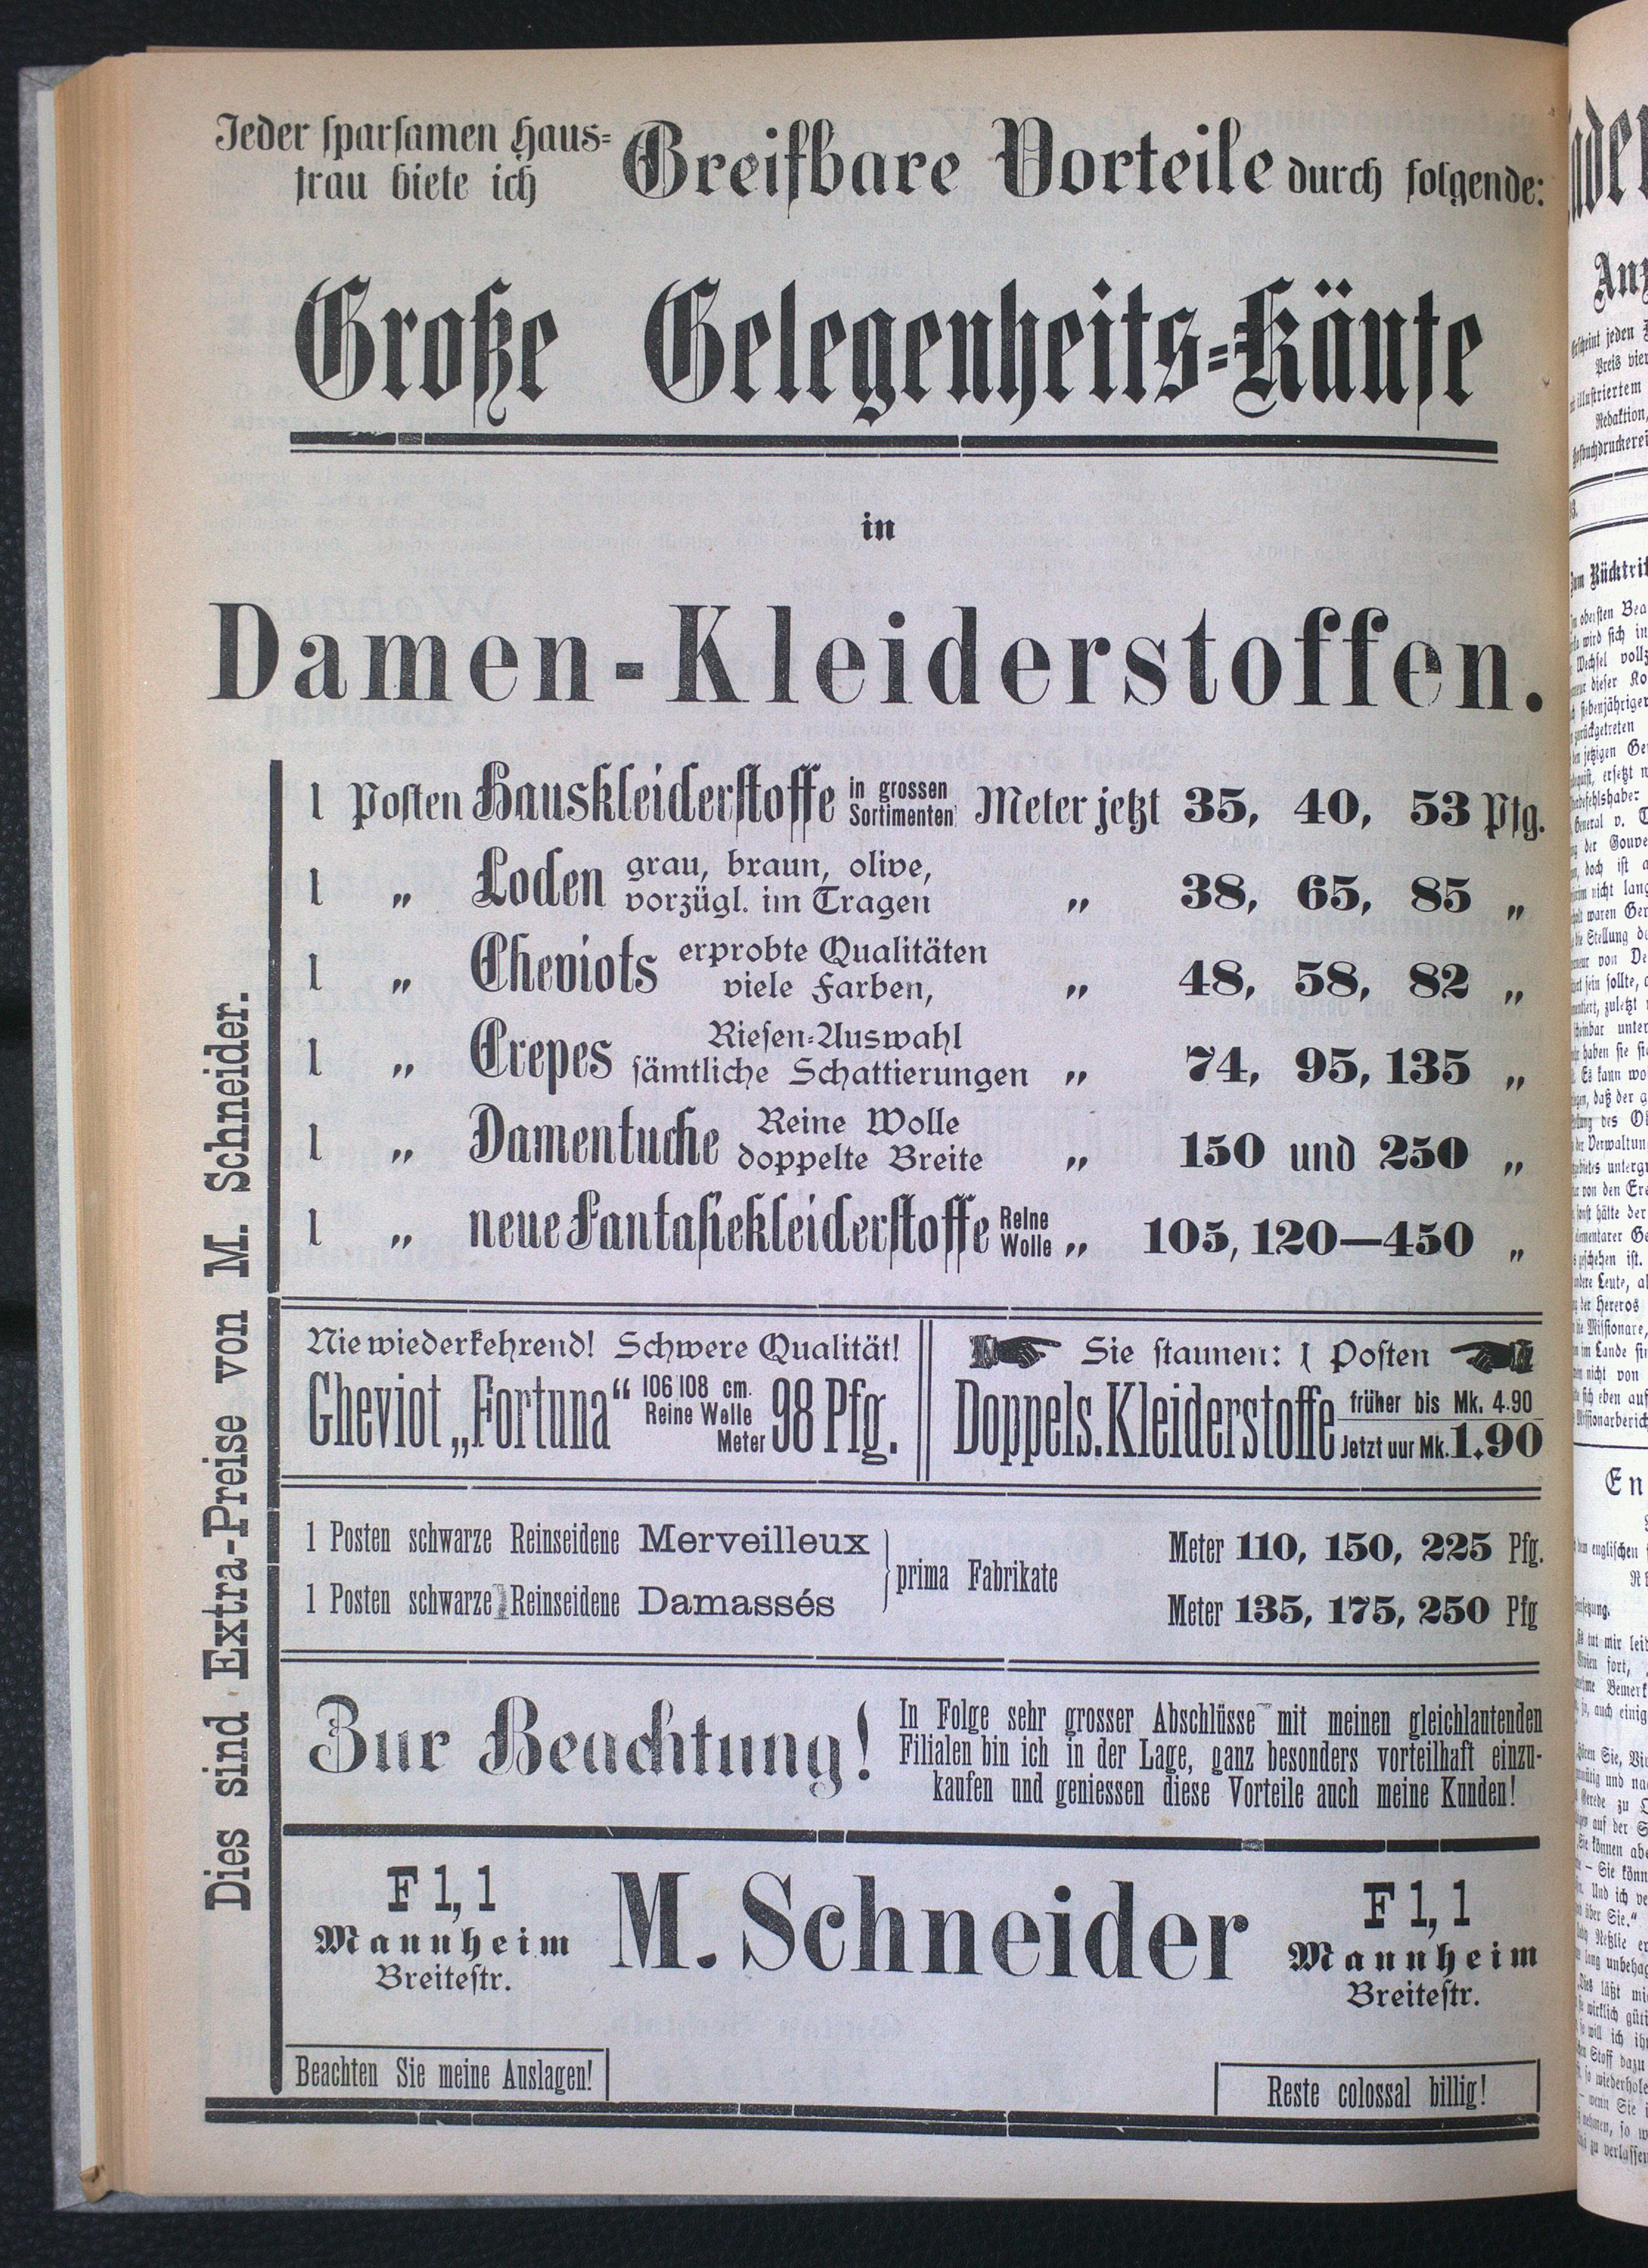 Jeder sparsamen Haus-
frau biete ich
Greifbare Vorteile durch folgende:
Große Gelegenheits-Käufe
in
Damen-Kleiderstoffen.
Dies sind Extra-Preise von M. Schneider.
1 Posten Hauskleiderstoffe in grossen Sortimenten Meter jetzt 35, 40, 53 Pfg.
1 „ Loden grau, braun, olive, vorzügl. im Tragen „ 38, 65, 85 „
1 „ Cheviots erprobte Qualitäten viele Farben, „ 48, 58, 82 „
1 „ Crepes Riesen-Auswahl sämtliche Schattierungen „ 74, 95, 135 „
1 „ Damentuche Reine Wolle doppelte Breite „ 150 und 250 „
1 „ neue Fantasiekleiderstoffe Reine Wolle „ 105, 120—450 „
Nie wiederkehrend! Schwere Qualität!
Cheviot „Fortuna“ 106 108 cm. Reine Wolle Meter 98 Pfg.
Sie staunen: 1 Posten
Doppels. Kleiderstoffe früher bis Mk. 4.90
Jetzt uur Mk. 1.90
1 Posten schwarze Reinseidene Merveilleux
1 Posten schwarze Reinseidene Damassés
prima Fabrikate
Meter 110, 150, 225 Pfg.
Meter 135, 175, 250 Pfg
Zur Beachtung!
In Folge sehr grosser Abschlüsse mit meinen gleichlautenden
Filialen bin ich in der Lage, ganz besonders vorteilhaft einzu-
kaufen und geniessen diese Vorteile auch meine Kunden!
F 1, 1
Mannheim
Breitestr.
M. Schneider
F 1, 1
Mannheim
Breitestr.
Beachten Sie meine Auslagen!
Reste colossal billig!